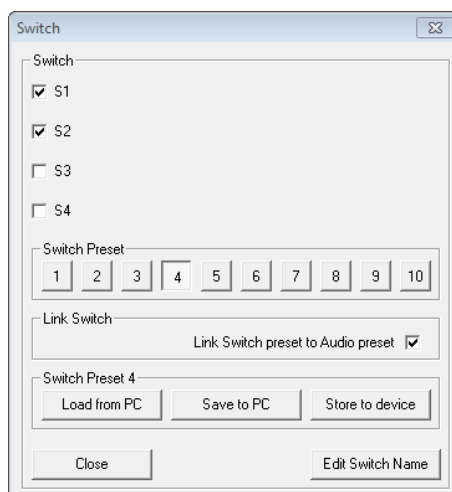 Switch
Switch
S1
S2
S3
S4
Switch Preset
1 2 3 4 5 6 7 8 9 10
Link Switch
Link Switch preset to Audio preset
Switch Preset 4
Load from PC Save to PC Store to device
Close Edit Switch Name